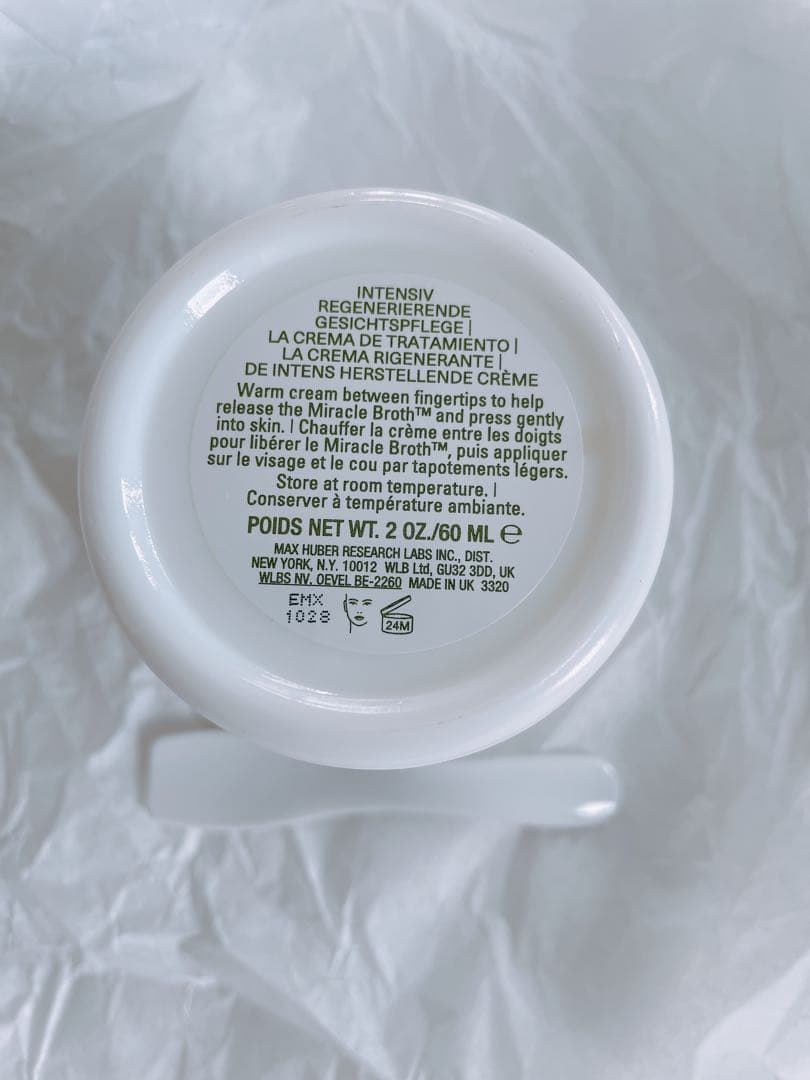 INTENSIV
REGENERIERENDE
GESICHTSPFLEGE |
LA CREMA DE TRATAMIENTO |
LA CREMA RIGENERANTE |
DE INTENS HERSTELLENDE CRÈME
Warm cream between fingertips to help
release the Miracle Broth™ and press gently
into skin. | Chauffer la crème entre les doigts
pour libérer le Miracle Broth™, puis appliquer
sur le visage et le cou par tapotements légers.
Store at room temperature. |
Conserver à température ambiante.
POIDS NET WT. 2 OZ./60 ML ℮
MAX HUBER RESEARCH LABS INC., DIST.
NEW YORK, N.Y. 10012 WLB Ltd, GU32 3DD, UK
WLBS NV. OEVEL BE-2260 MADE IN UK 3320
EMX
1028
24M